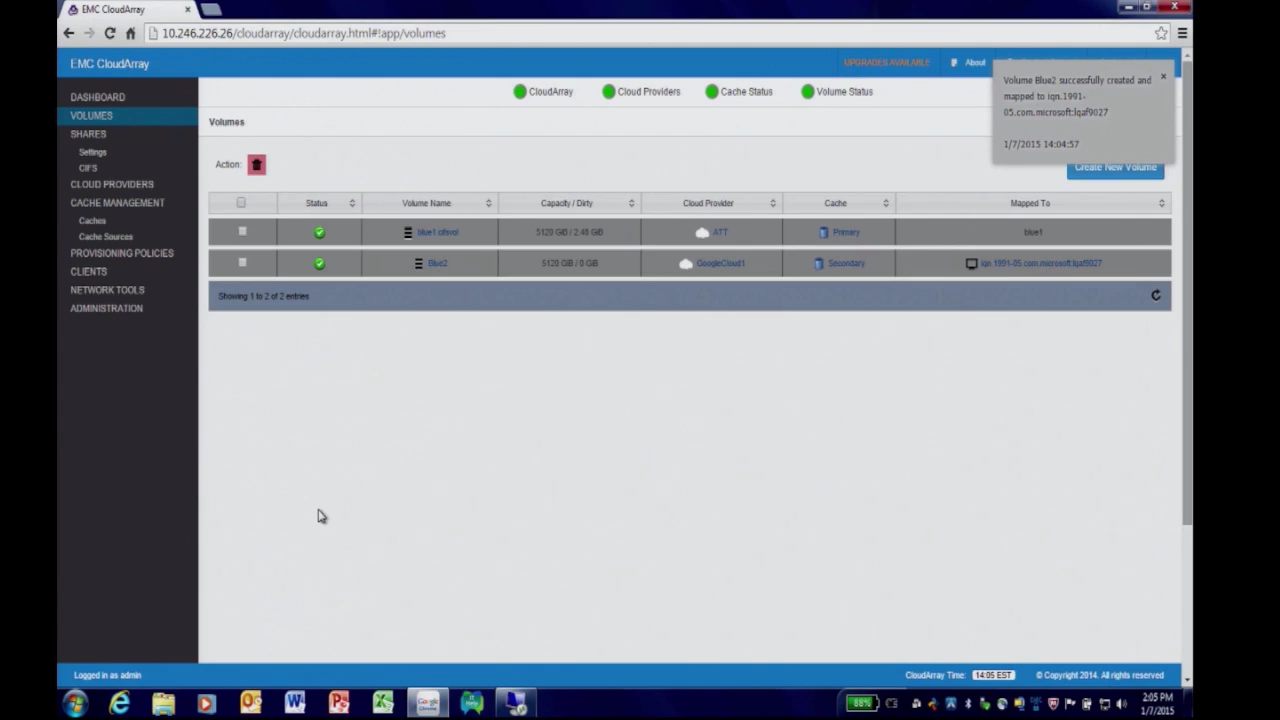 EMC CloudArray
10.246.226.26/cloudarray/cloudarray.html#!app/volumes
EMC CloudArray
UPGRADES AVAILABLE
About
Volume Blue2 successfully created and
mapped to iqn.1991-
05.com.microsoft:lqaf9027
1/7/2015 14:04:57
DASHBOARD
VOLUMES
SHARES
Settings
CIFS
CLOUD PROVIDERS
CACHE MANAGEMENT
Caches
Cache Sources
PROVISIONING POLICIES
CLIENTS
NETWORK TOOLS
ADMINISTRATION
CloudArray
Cloud Providers
Cache Status
Volume Status
Volumes
Action:
Create New Volume
Status
Volume Name
Capacity / Dirty
Cloud Provider
Cache
Mapped To
blue1.cifsvol
5120 GiB / 2.48 GiB
ATT
Primary
blue1
Blue2
5120 GiB / 0 GiB
GoogleCloud1
Secondary
iqn.1991-05.com.microsoft:lqaf9027
Showing 1 to 2 of 2 entries
Logged in as admin
CloudArray Time: 14:05 EST
© Copyright 2014. All rights reserved
88%
2:05 PM
1/7/2015